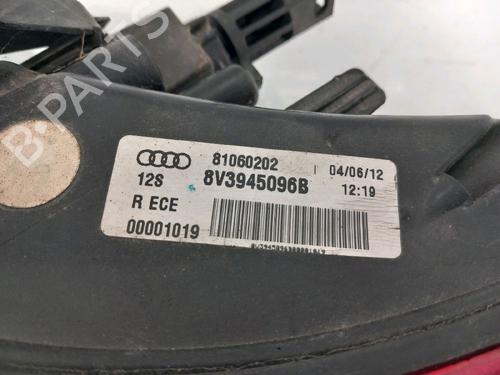 B-PARTS
81060202 | 04/06/12
12S 8V3945096B 12:19
R ECE
00001019